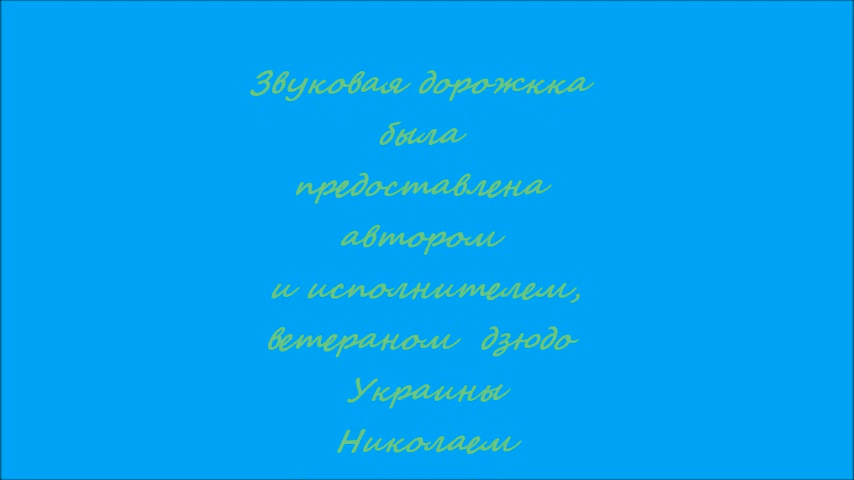 Звуковая дорожкка
была
предоставлена
автором
и исполнителем,
ветераном дзюдо
Украины
Николаем